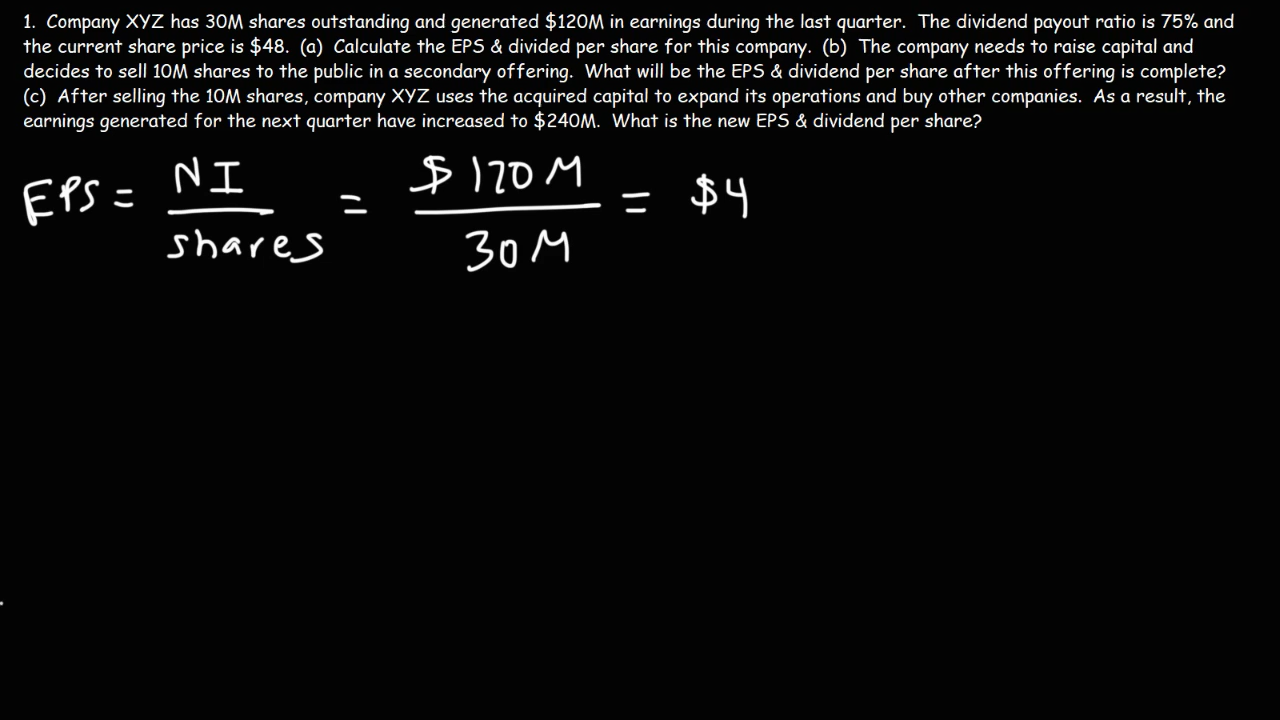 1. Company XYZ has 30M shares outstanding and generated $120M in earnings during the last quarter. The dividend payout ratio is 75% and
the current share price is $48. (a) Calculate the EPS & divided per share for this company. (b) The company needs to raise capital and
decides to sell 10M shares to the public in a secondary offering. What will be the EPS & dividend per share after this offering is complete?
(c) After selling the 10M shares, company XYZ uses the acquired capital to expand its operations and buy other companies. As a result, the
earnings generated for the next quarter have increased to $240M. What is the new EPS & dividend per share?
EPS = NI / shares = $120M / 30M = $4